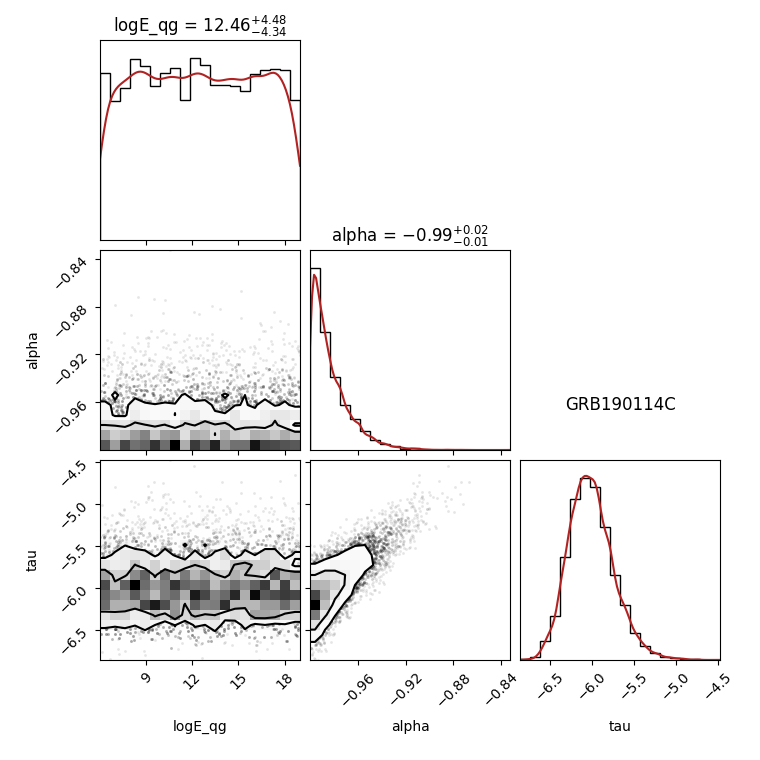 logE_qg = 12.46+4.48−4.34
alpha = −0.99+0.02−0.01
−0.84
−0.88
−0.92
−0.96
alpha
GRB190114C
−4.5
−5.0
−5.5
−6.0
−6.5
tau
9 12 15 18
−0.96 −0.92 −0.88 −0.84
−6.5 −6.0 −5.5 −5.0 −4.5
logE_qg alpha tau